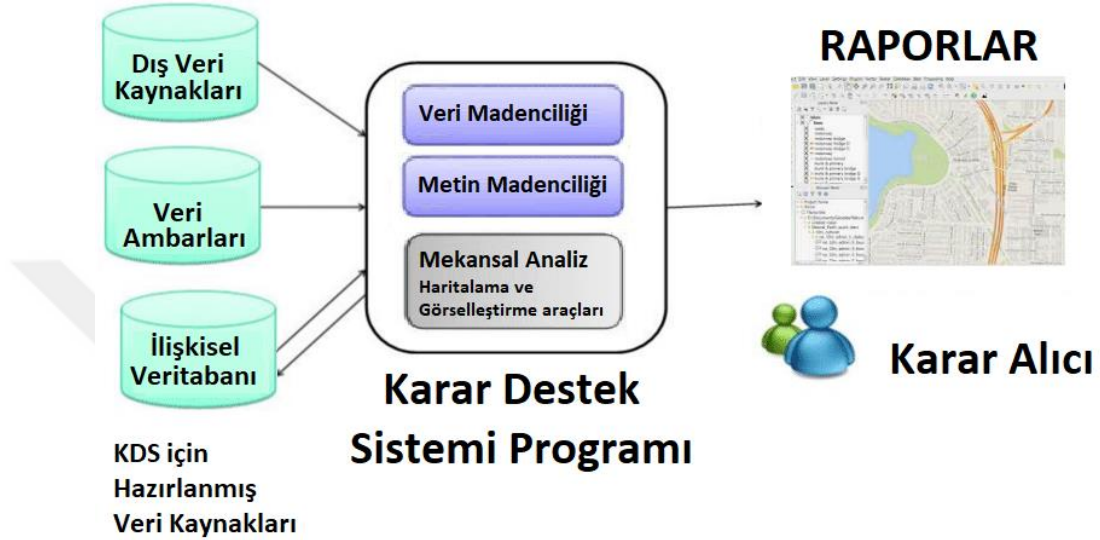 Dış Veri
Kaynakları
Veri
Ambarları
İlişkisel
Veritabanı
KDS için
Hazırlanmış
Veri Kaynakları
Veri Madenciliği
Metin Madenciliği
Mekansal Analiz
Haritalama ve
Görselleştirme araçları
Karar Destek
Sistemi Programı
RAPORLAR
Karar Alıcı